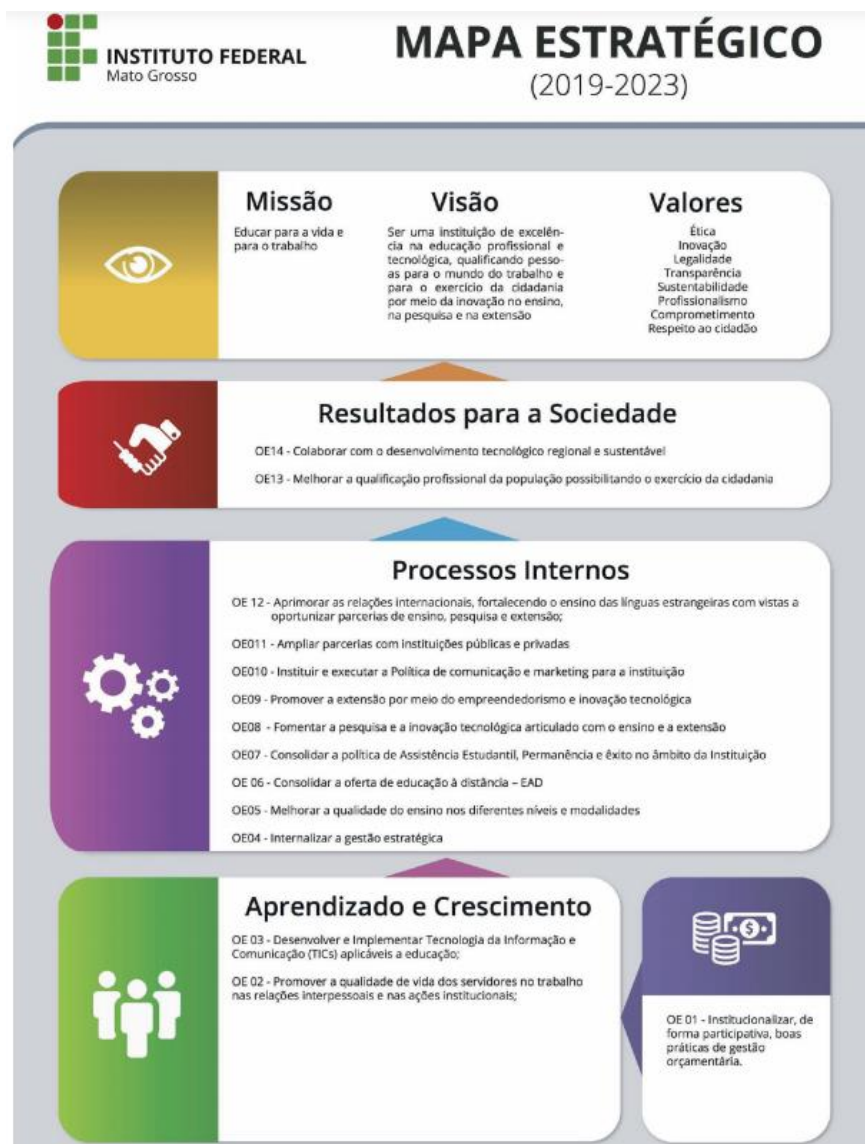 INSTITUTO FEDERAL
Mato Grosso
MAPA ESTRATÉGICO
(2019-2023)
Missão
Educar para a vida e
para o trabalho
Visão
Ser uma instituição de excelên-
cia na educação profissional e
tecnológica, qualificando pesso-
as para o mundo do trabalho e
para o exercício da cidadania
por meio da inovação no ensino,
na pesquisa e na extensão
Valores
Ética
Inovação
Legalidade
Transparência
Sustentabilidade
Profissionalismo
Comprometimento
Respeito ao cidadão
Resultados para a Sociedade
OE14 - Colaborar com o desenvolvimento tecnológico regional e sustentável
OE13 - Melhorar a qualificação profissional da população possibilitando o exercício da cidadania
Processos Internos
OE 12 - Aprimorar as relações internacionais, fortalecendo o ensino das línguas estrangeiras com vistas a
oportunizar parcerias de ensino, pesquisa e extensão;
OE011 - Ampliar parcerias com instituições públicas e privadas
OE010 - Instituir e executar a Política de comunicação e marketing para a instituição
OE09 - Promover a extensão por meio do empreendedorismo e inovação tecnológica
OE08 - Fomentar a pesquisa e a inovação tecnológica articulado com o ensino e a extensão
OE07 - Consolidar a política de Assistência Estudantil, Permanência e êxito no âmbito da Instituição
OE 06 - Consolidar a oferta de educação à distância – EAD
OE05 - Melhorar a qualidade do ensino nos diferentes níveis e modalidades
OE04 - Internalizar a gestão estratégica
Aprendizado e Crescimento
OE 03 - Desenvolver e Implementar Tecnologia da Informação e
Comunicação (TICs) aplicáveis a educação;
OE 02 - Promover a qualidade de vida dos servidores no trabalho
nas relações interpessoais e nas ações institucionais;
$
OE 01 - Institucionalizar, de
forma participativa, boas
práticas de gestão
orçamentária.